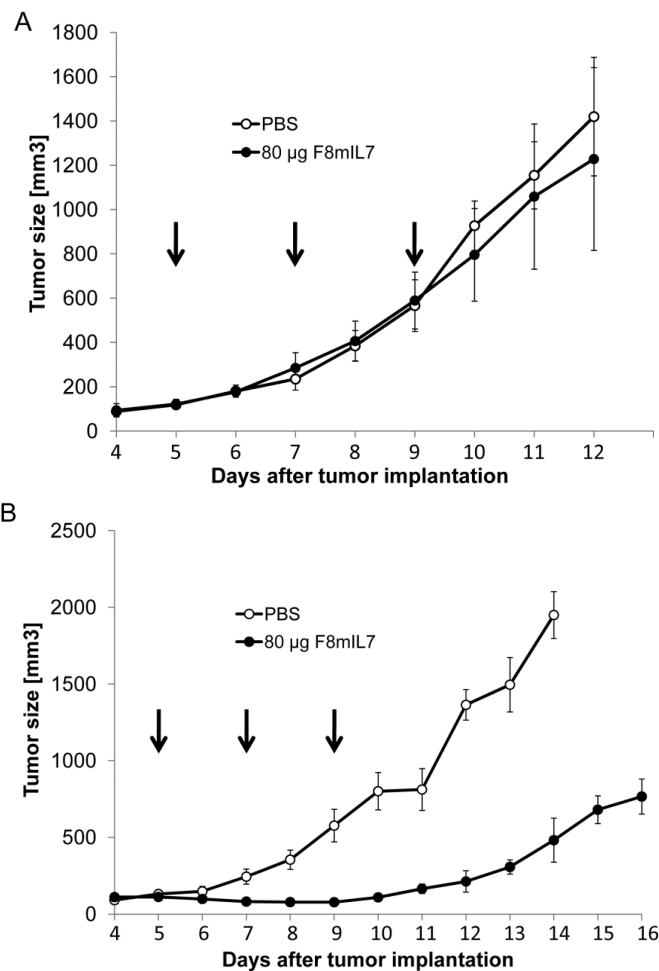 A
1800
1600
1400
1200
1000
800
600
400
200
0
Tumor size [mm3]
PBS
80 µg F8mIL7
4 5 6 7 8 9 10 11 12
Days after tumor implantation
B
2500
2000
1500
1000
500
0
Tumor size [mm3]
PBS
80 µg F8mIL7
4 5 6 7 8 9 10 11 12 13 14 15 16
Days after tumor implantation